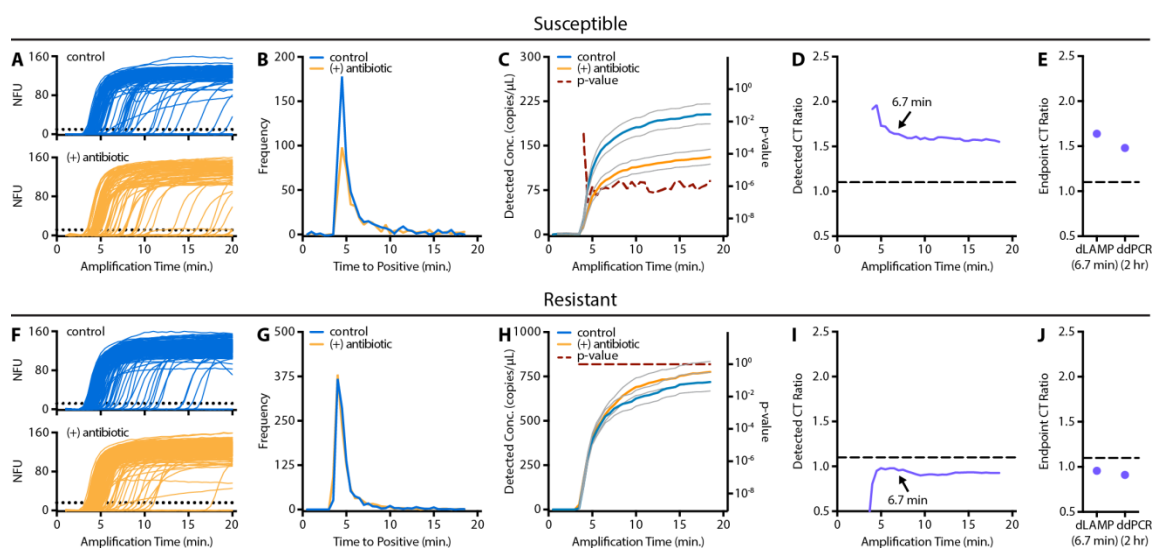 Susceptible
A
160
80
0
NFU
control
160
80
0
NFU
(+) antibiotic
0 5 10 15 20
Amplification Time (min.)
B
control
(+) antibiotic
200
150
100
50
0
Frequency
0 5 10 15 20
Time to Positive (min.)
C
control
(+) antibiotic
p-value
300
225
150
75
0
Detected Conc. (copies/µL)
10⁰
10⁻²
10⁻⁴
10⁻⁶
10⁻⁸
p-value
0 5 10 15 20
Amplification Time (min.)
D
2.5
2.0
1.5
1.0
0.5
Detected CT Ratio
6.7 min
0 5 10 15 20
Amplification Time (min.)
E
2.5
2.0
1.5
1.0
0.5
Endpoint CT Ratio
dLAMP ddPCR
(6.7 min) (2 hr)
Resistant
F
160
80
0
NFU
control
160
80
0
NFU
(+) antibiotic
0 5 10 15 20
Amplification Time (min.)
G
control
(+) antibiotic
500
375
250
125
0
Frequency
0 5 10 15 20
Time to Positive (min.)
H
control
(+) antibiotic
p-value
1000
750
500
250
0
Detected Conc. (copies/µL)
10⁰
10⁻²
10⁻⁴
10⁻⁶
10⁻⁸
p-value
0 5 10 15 20
Amplification Time (min.)
I
2.5
2.0
1.5
1.0
0.5
Detected CT Ratio
6.7 min
0 5 10 15 20
Amplification Time (min.)
J
2.5
2.0
1.5
1.0
0.5
Endpoint CT Ratio
dLAMP ddPCR
(6.7 min) (2 hr)